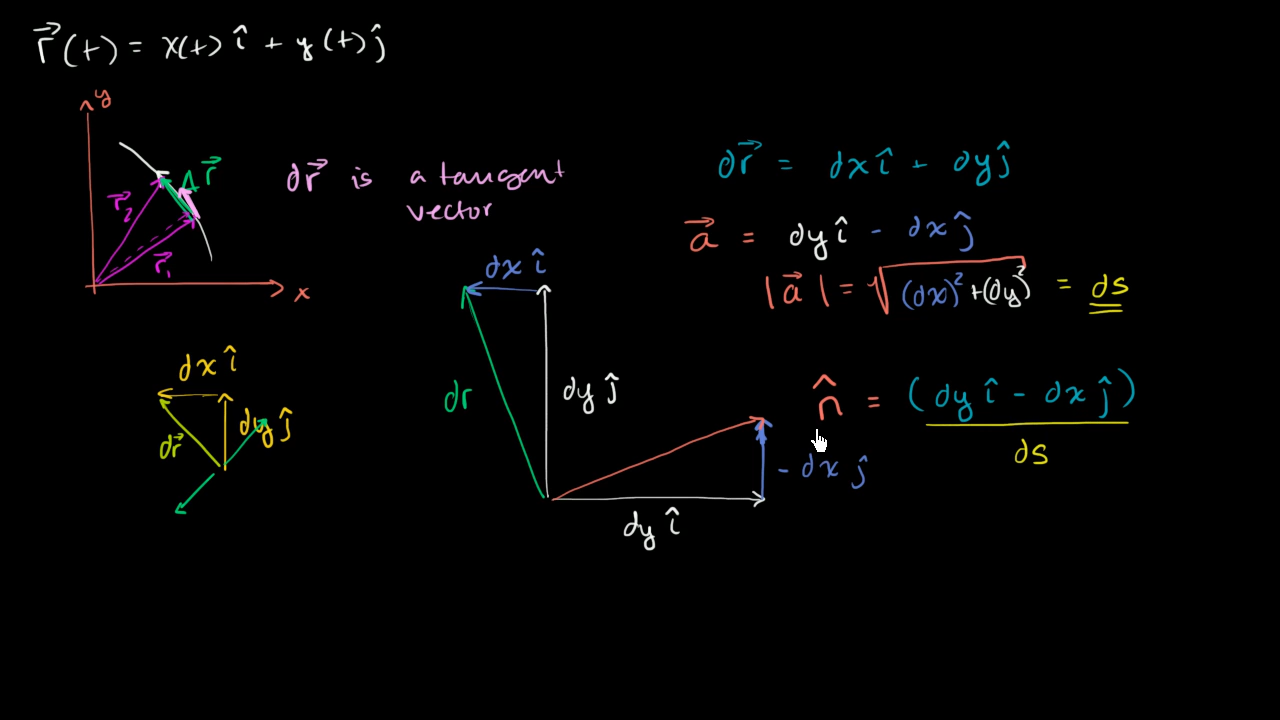 r⃗(t) = x(t) î + y(t) ĵ
y
Δr⃗
r⃗₂
r⃗₁
x
dr⃗ is a tangent
vector
dr⃗ = dx î + dy ĵ
a⃗ = dy î - dx ĵ
|a⃗| = √((dx)² + (dy)²) = ds
dx î
dy ĵ
dr
- dx ĵ
dy î
dx î
dy ĵ
dr⃗
n̂ = (dy î - dx ĵ)
ds